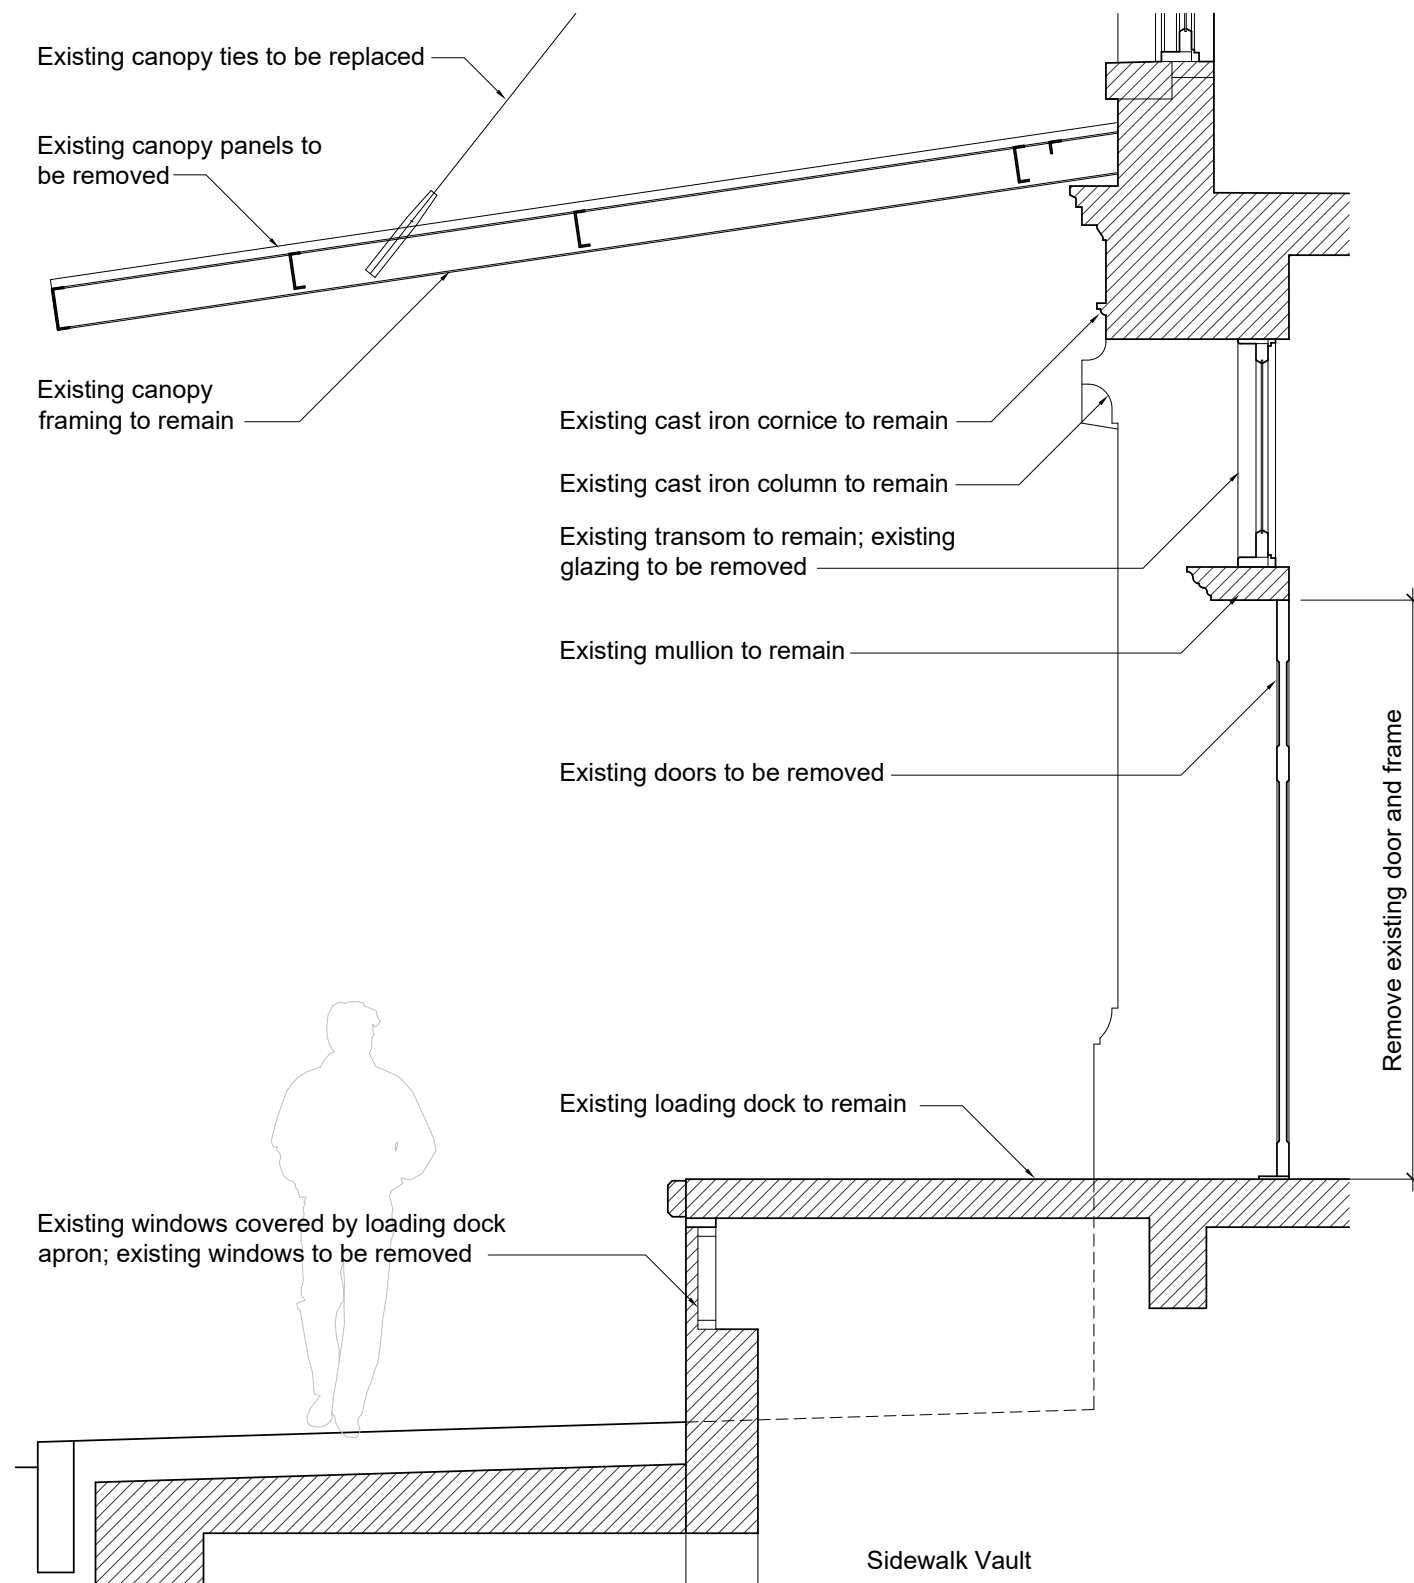 Existing canopy ties to be replaced
Existing canopy panels to
be removed
Existing canopy
framing to remain
Existing cast iron cornice to remain
Existing cast iron column to remain
Existing transom to remain; existing
glazing to be removed
Existing mullion to remain
Existing doors to be removed
Remove existing door and frame
Existing loading dock to remain
Existing windows covered by loading dock
apron; existing windows to be removed
Sidewalk Vault